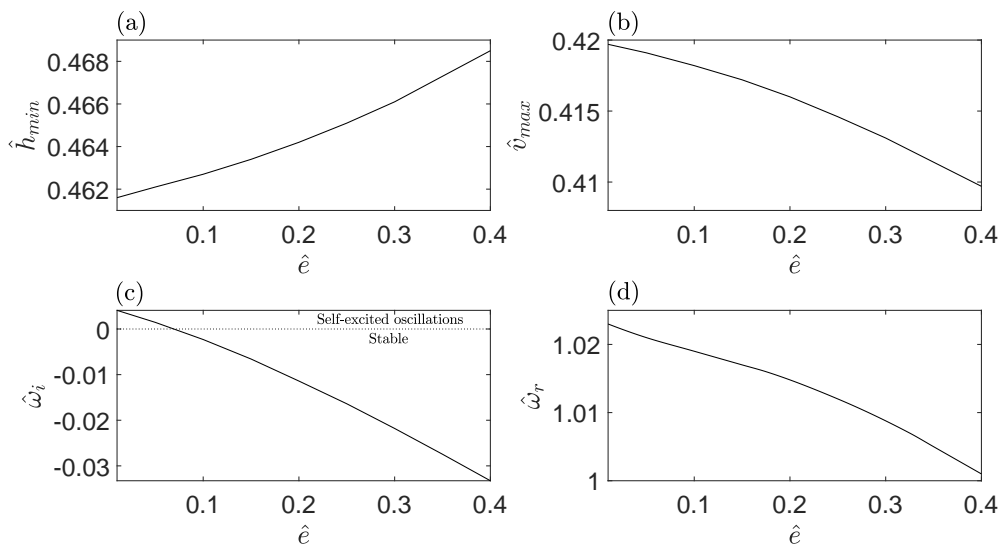 (a)
0.468
0.466
0.464
0.462
ĥ_min
0.1 0.2 0.3 0.4
ê
(b)
0.42
0.415
0.41
v̂_max
0.1 0.2 0.3 0.4
ê
(c)
0
-0.01
-0.02
-0.03
ω̂_i
Self-excited oscillations
Stable
0.1 0.2 0.3 0.4
ê
(d)
1.02
1.01
1
ω̂_r
0.1 0.2 0.3 0.4
ê